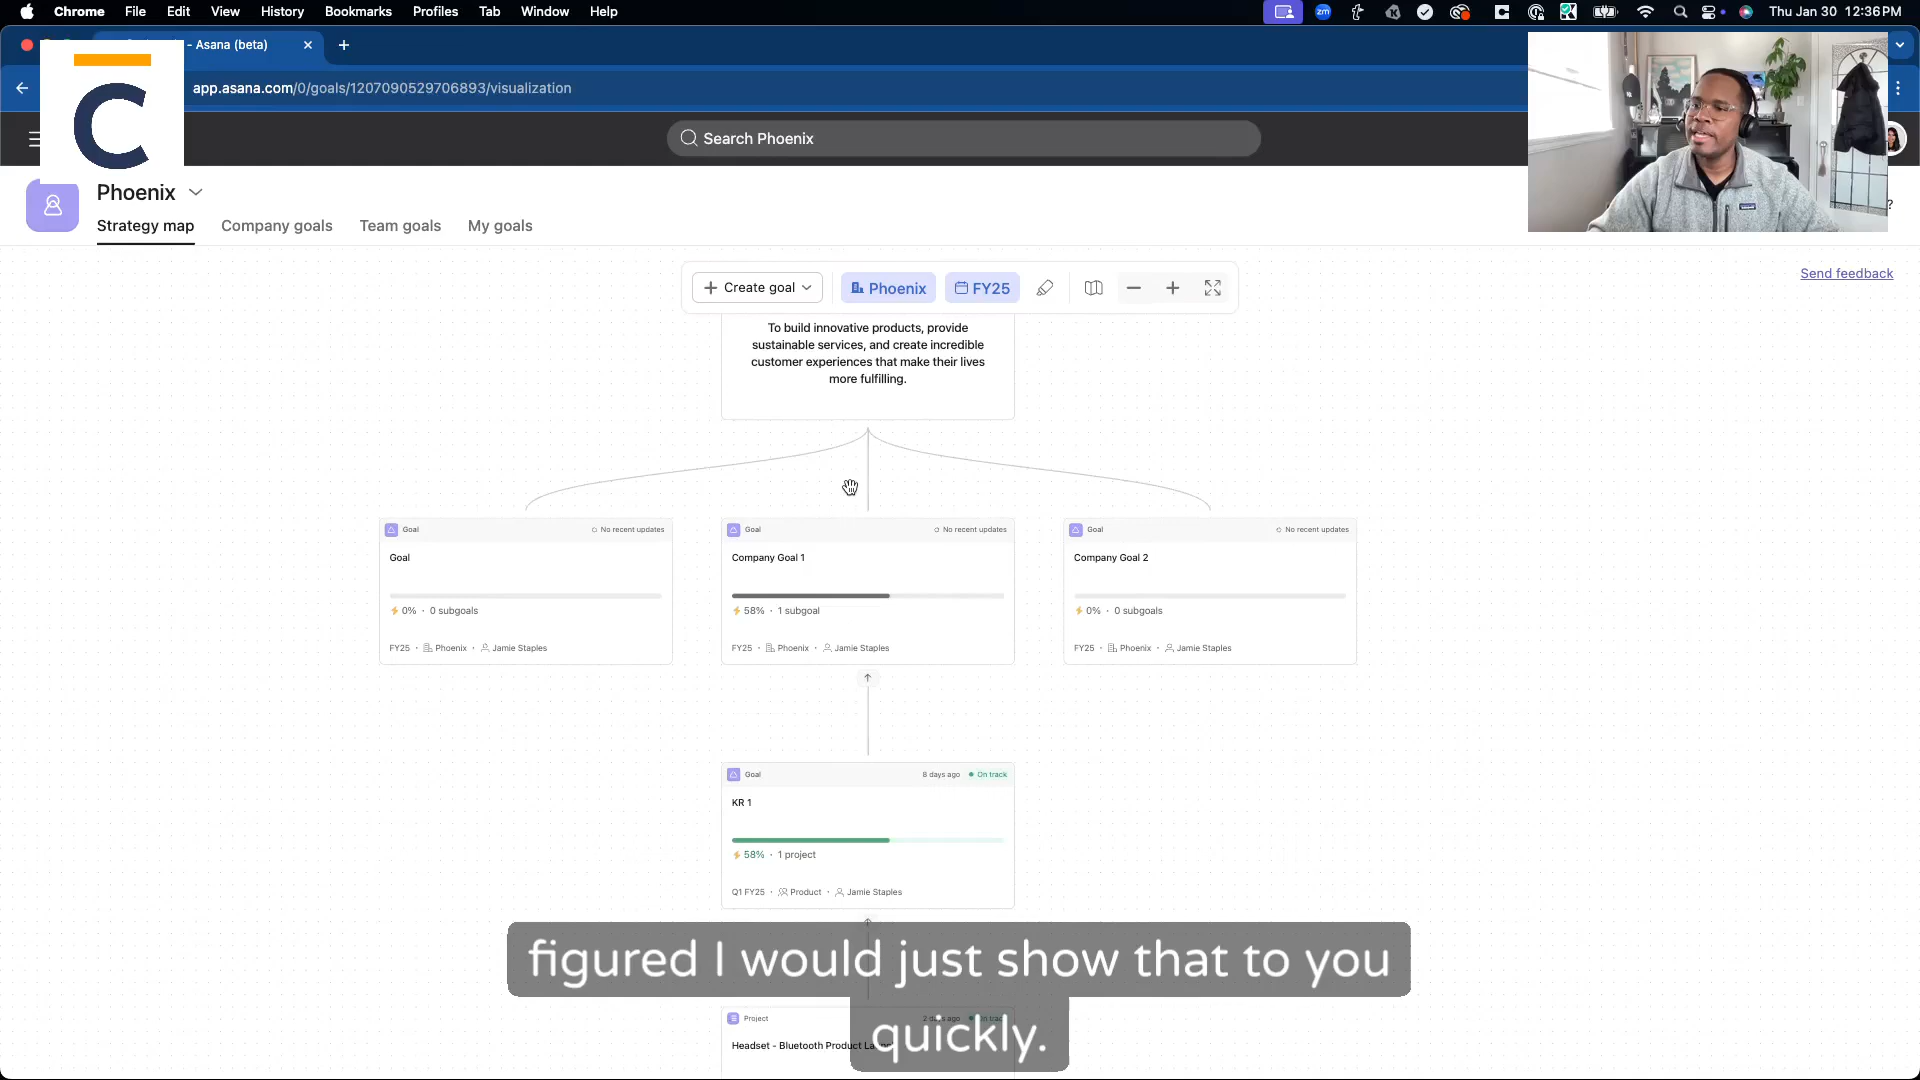 Chrome File Edit View History Bookmarks Profiles Tab Window Help
zm
Thu Jan 30 12:36 PM
- Asana (beta)
app.asana.com/0/goals/1207090529706893/visualization
C
Search Phoenix
Phoenix
Strategy map Company goals Team goals My goals
?
Send feedback
Create goal Phoenix FY25
To build innovative products, provide
sustainable services, and create incredible
customer experiences that make their lives
more fulfilling.
Goal No recent updates
Goal
0% · 0 subgoals
FY25 · Phoenix · Jamie Staples
Goal No recent updates
Company Goal 1
58% · 1 subgoal
FY25 · Phoenix · Jamie Staples
Goal No recent updates
Company Goal 2
0% · 0 subgoals
FY25 · Phoenix · Jamie Staples
Goal 8 days ago On track
KR 1
58% · 1 project
Q1 FY25 · Product · Jamie Staples
figured I would just show that to you
quickly.
Project
Headset - Bluetooth Product